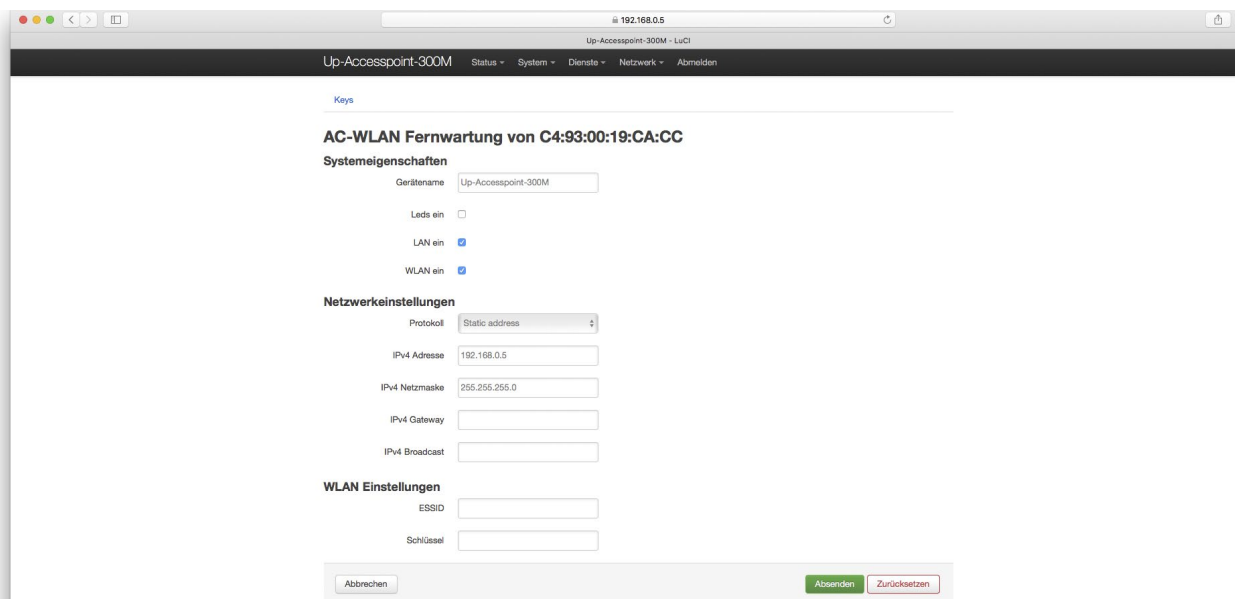 192.168.0.5
Up-Accesspoint-300M - LuCI
Up-Accesspoint-300M Status System Dienste Netzwerk Abmelden
Keys
AC-WLAN Fernwartung von C4:93:00:19:CA:CC
Systemeigenschaften
Gerätename Up-Accesspoint-300M
Leds ein
LAN ein
WLAN ein
Netzwerkeinstellungen
Protokoll Static address
IPv4 Adresse 192.168.0.5
IPv4 Netzmaske 255.255.255.0
IPv4 Gateway
IPv4 Broadcast
WLAN Einstellungen
ESSID
Schlüssel
Abbrechen Absenden Zurücksetzen